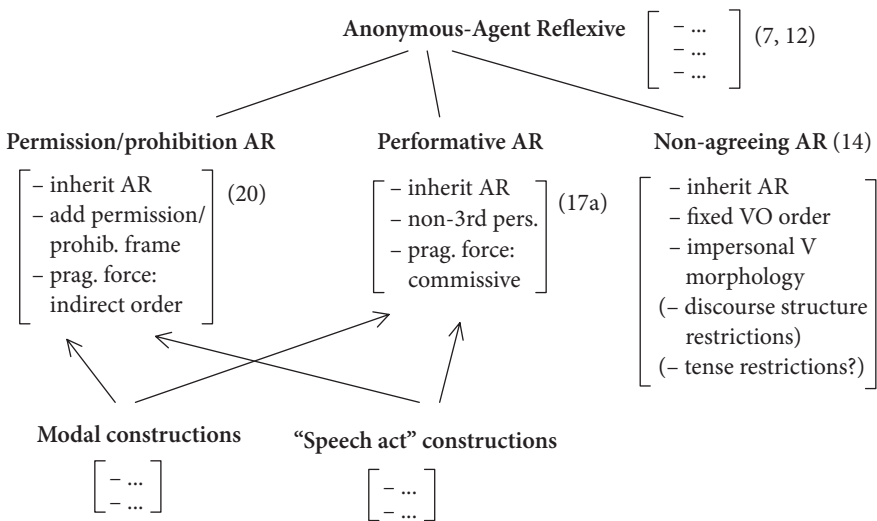 Anonymous-Agent Reflexive
– ...
– ...
– ...
(7, 12)
Permission/prohibition AR
– inherit AR
– add permission/
prohib. frame
– prag. force:
indirect order
(20)
Performative AR
– inherit AR
– non-3rd pers.
– prag. force:
commissive
(17a)
Non-agreeing AR (14)
– inherit AR
– fixed VO order
– impersonal V
morphology
(– discourse structure
restrictions)
(– tense restrictions?)
Modal constructions
– ...
– ...
“Speech act” constructions
– ...
– ...